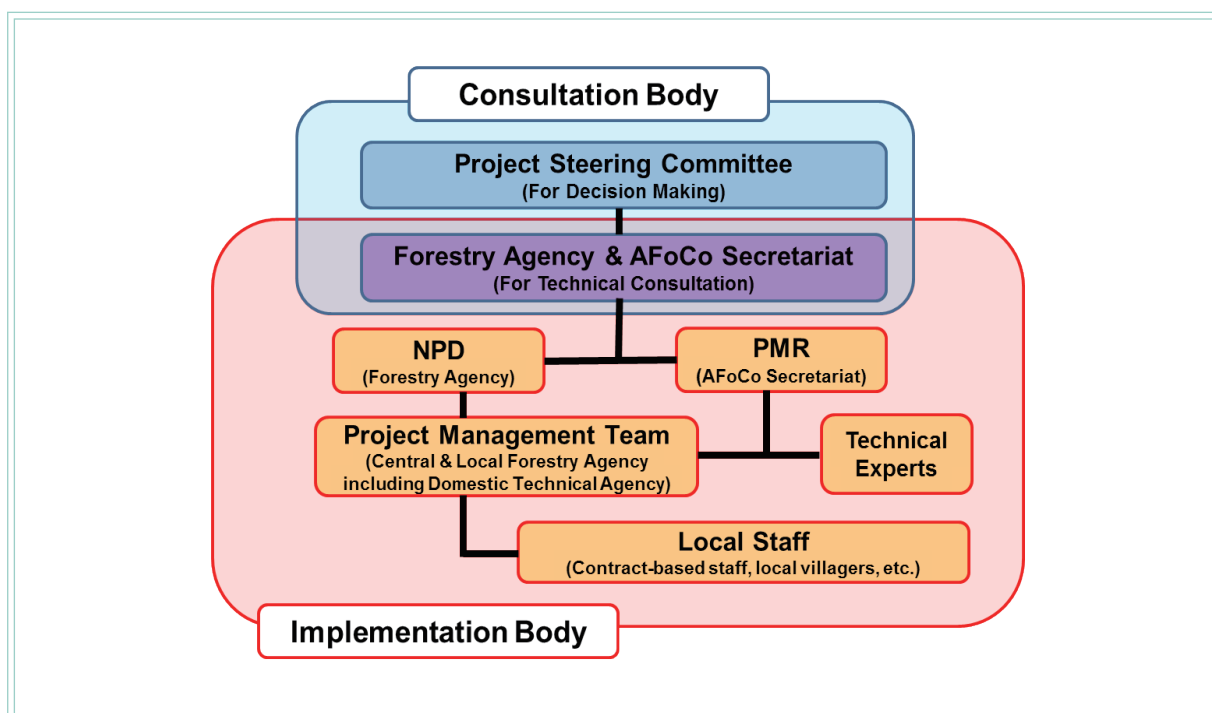 Consultation Body
Project Steering Committee
(For Decision Making)
Forestry Agency & AFoCo Secretariat
(For Technical Consultation)
NPD
(Forestry Agency)
PMR
(AFoCo Secretariat)
Project Management Team
(Central & Local Forestry Agency
including Domestic Technical Agency)
Technical
Experts
Local Staff
(Contract-based staff, local villagers, etc.)
Implementation Body